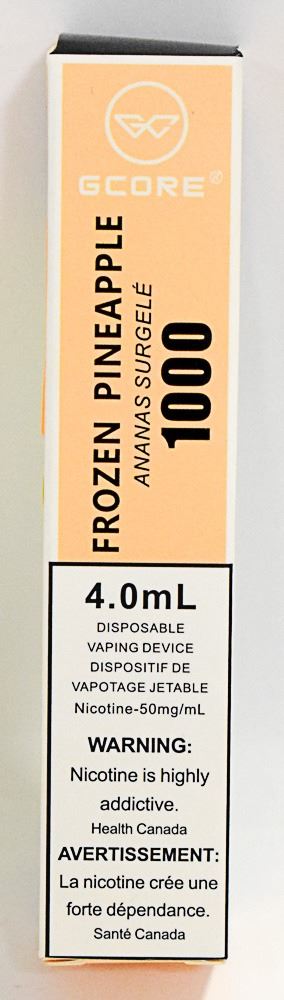 GC
GCORE®
FROZEN PINEAPPLE
ANANAS SURGELÉ
1000
4.0mL
DISPOSABLE
VAPING DEVICE
DISPOSITIF DE
VAPOTAGE JETABLE
Nicotine-50mg/mL
WARNING:
Nicotine is highly
addictive.
Health Canada
AVERTISSEMENT:
La nicotine crée une
forte dépendance.
Santé Canada